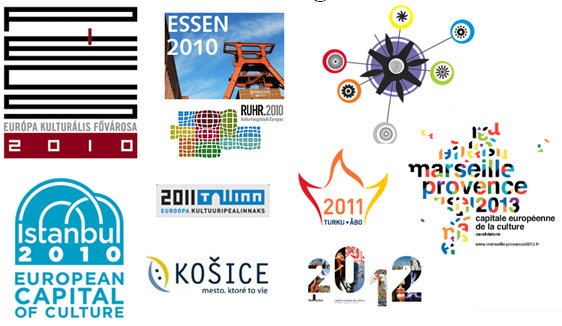 PÉCS
EURÓPA KULTURÁLIS FŐVÁROSA
2010
ESSEN
2010
RUHR.2010
Kulturhauptstadt Europas
Istanbul
2010
EUROPEAN
CAPITAL
OF CULTURE
2011 Tallinn
EUROOPA KULTUURIPEALINNAKS
KOŠICE
mesto, ktoré to vie
2011
TURKU • ÅBO
2012
marseille
provence
2013
capitale européenne
de la culture
candidature
www.marseille-provence2013.fr